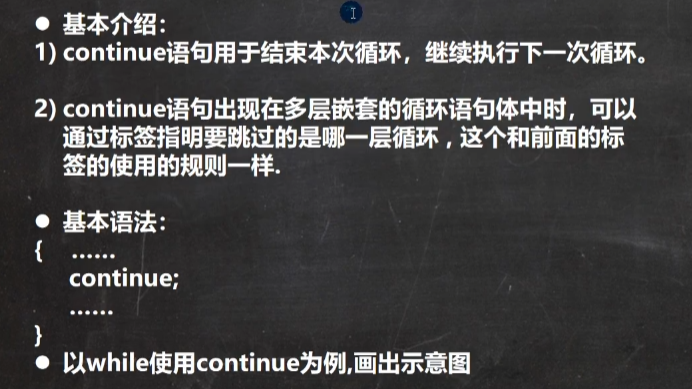 ● 基本介绍：
1) continue语句用于结束本次循环，继续执行下一次循环。
2) continue语句出现在多层嵌套的循环语句体中时，可以
通过标签指明要跳过的是哪一层循环 , 这个和前面的标
签的使用的规则一样.
● 基本语法：
{ ......
continue;
......
}
● 以while使用continue为例,画出示意图